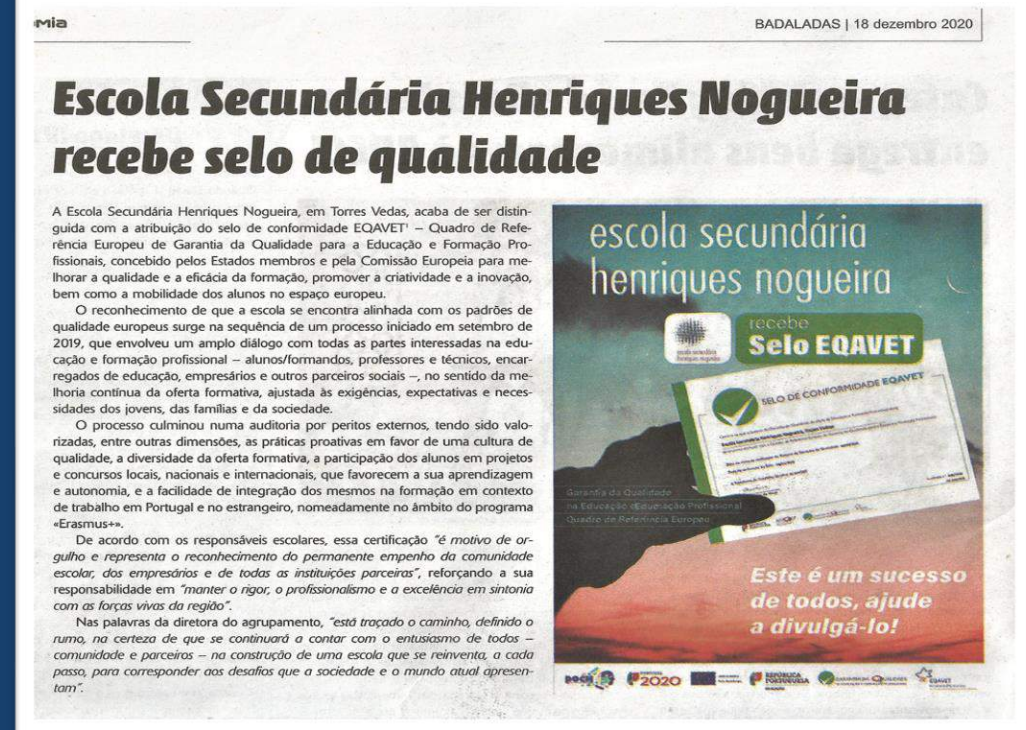 mia
BADALADAS | 18 dezembro 2020
Escola Secundária Henriques Nogueira
recebe selo de qualidade
A Escola Secundária Henriques Nogueira, em Torres Vedas, acaba de ser distin-
guida com a atribuição do selo de conformidade EQAVET¹ – Quadro de Refe-
rência Europeu de Garantia da Qualidade para a Educação e Formação Pro-
fissionais, concebido pelos Estados membros e pela Comissão Europeia para me-
lhorar a qualidade e a eficácia da formação, promover a criatividade e a inovação,
bem como a mobilidade dos alunos no espaço europeu.
O reconhecimento de que a escola se encontra alinhada com os padrões de
qualidade europeus surge na sequência de um processo iniciado em setembro de
2019, que envolveu um amplo diálogo com todas as partes interessadas na edu-
cação e formação profissional – alunos/formandos, professores e técnicos, encar-
regados de educação, empresários e outros parceiros sociais –, no sentido da me-
lhoria contínua da oferta formativa, ajustada às exigências, expectativas e neces-
sidades dos jovens, das famílias e da sociedade.
O processo culminou numa auditoria por peritos externos, tendo sido valo-
rizadas, entre outras dimensões, as práticas proativas em favor de uma cultura de
qualidade, a diversidade da oferta formativa, a participação dos alunos em projetos
e concursos locais, nacionais e internacionais, que favorecem a sua aprendizagem
e autonomia, e a facilidade de integração dos mesmos na formação em contexto
de trabalho em Portugal e no estrangeiro, nomeadamente no âmbito do programa
«Erasmus+».
De acordo com os responsáveis escolares, essa certificação "é motivo de or-
gulho e representa o reconhecimento do permanente empenho da comunidade
escolar, dos empresários e de todas as instituições parceiras", reforçando a sua
responsabilidade em "manter o rigor, o profissionalismo e a excelência em sintonia
com as forças vivas da região".
Nas palavras da diretora do agrupamento, "está traçado o caminho, definido o
rumo, na certeza de que se continuará a contar com o entusiasmo de todos –
comunidade e parceiros – na construção de uma escola que se reinventa, a cada
passo, para corresponder aos desafios que a sociedade e o mundo atual apresen-
tam".
escola secundária
henriques nogueira
recebe
Selo EQAVET
escola secundária
henriques nogueira
SELO DE CONFORMIDADE EQAVET
Garantia da Qualidade
na Educação eEdumação Profissional
Quadro de Referência Europeu
Este é um sucesso
de todos, ajude
a divulgá-lo!
POCH
2020
REPÚBLICA
PORTUGUESA
EQAVET